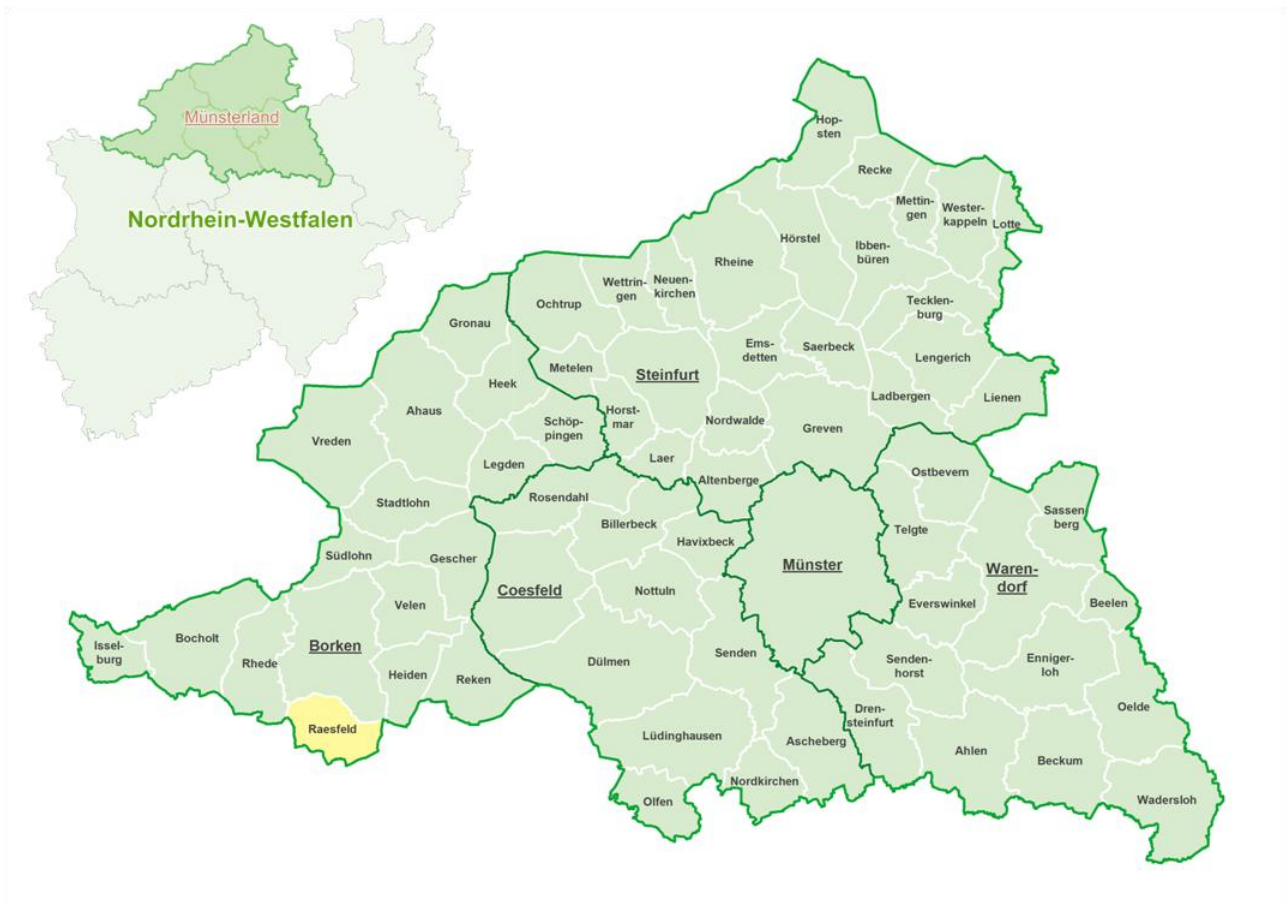 Münsterland
Nordrhein-Westfalen
Hop-
sten
Recke
Mettin-
gen
Wester-
kappeln
Lotte
Hörstel
Ibben-
büren
Rheine
Neuen-
kirchen
Wettrin-
gen
Ochtrup
Tecklen-
burg
Gronau
Ems-
detten
Saerbeck
Lengerich
Metelen
Steinfurt
Heek
Ladbergen
Lienen
Ahaus
Horst-
mar
Nordwalde
Greven
Schöp-
pingen
Vreden
Legden
Laer
Altenberge
Ostbevern
Stadtlohn
Rosendahl
Billerbeck
Sassen
berg
Telgte
Havixbeck
Südlohn
Gescher
Münster
Waren-
dorf
Coesfeld
Nottuln
Velen
Everswinkel
Beelen
Issel-
burg
Bocholt
Rhede
Borken
Heiden
Reken
Dülmen
Senden
Senden-
horst
Enniger-
loh
Oelde
Raesfeld
Lüdinghausen
Ascheberg
Dren-
steinfurt
Ahlen
Beckum
Nordkirchen
Olfen
Wadersloh